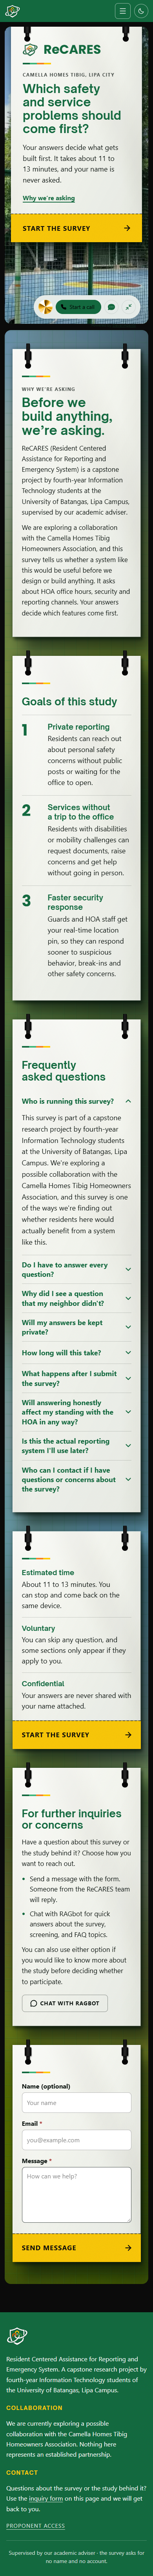 ReCARES
CAMELLA HOMES TIBIG, LIPA CITY
Which safety
and service
problems should
come first?
Your answers decide what gets
built first. It takes about 11 to
13 minutes, and your name is
never asked.
Why we're asking
START THE SURVEY
Start a call
WHY WE'RE ASKING
Before we
build anything,
we're asking.
ReCARES (Resident Centered
Assistance for Reporting and
Emergency System) is a capstone
project by fourth-year Information
Technology students at the
University of Batangas, Lipa Campus,
supervised by our academic adviser.
We are exploring a collaboration
with the Camella Homes Tibig
Homeowners Association, and this
survey tells us whether a system like
this would be useful before we
design or build anything. It asks
about HOA office hours, security and
reporting channels. Your answers
decide which features come first.
Goals of this study
1
Private reporting
Residents can reach out
about personal safety
concerns without public
posts or waiting for the
office to open.
2
Services without
a trip to the office
Residents with disabilities
or mobility challenges can
request documents, raise
concerns and get help
without going in person.
3
Faster security
response
Guards and HOA staff get
your real-time location
reports, so they can respond
sooner to suspicious
behavior, break-ins and
other safety concerns.
Frequently
asked questions
Who is running this survey?
This survey is part of a capstone
research project by fourth-year
Information Technology students
at the University of Batangas, Lipa
Campus. We're exploring a
possible collaboration with the
Camella Homes Tibig Homeowners
Association, and this survey is one
of the ways we're finding out
whether residents here would
actually benefit from a system
like this.
Do I have to answer every
question?
Why did I see a question
that my neighbor didn't?
Will my answers be kept
private?
How long will this take?
What happens after I submit
the survey?
Will answering honestly
affect my standing with the
HOA in any way?
Is this the actual reporting
system I'll use later?
Who can I contact if I have
questions or concerns about
the survey?
Estimated time
About 11 to 13 minutes. You
can stop and come back on the
same device.
Voluntary
You can skip any question, and
some sections only appear if they
apply to you.
Confidential
Your answers are never shared with
your name attached.
START THE SURVEY
For further inquiries
or concerns
Have a question about this survey or
the study behind it? Choose how you
want to reach out.
• Send a message with the form.
Someone from the ReCARES team
will reply.
• Chat with RAGbot for quick
answers about the survey,
screening, and FAQ topics.
You can also use either option if
you would like to know more about
the study before deciding whether
to participate.
CHAT WITH RAGBOT
Name (optional)
Your name
Email *
you@example.com
Message *
How can we help?
SEND MESSAGE
Resident Centered Assistance for Reporting and
Emergency System. A capstone research project by
fourth-year Information Technology students of
the University of Batangas, Lipa Campus.
COLLABORATION
We are currently exploring a possible
collaboration with the Camella Homes Tibig
Homeowners Association. Nothing here
represents an established partnership.
CONTACT
Questions about the survey or the study behind it?
Use the inquiry form on this page and we will get
back to you.
PROPONENT ACCESS
Supervised by our academic adviser · the survey asks for
no name and no account.